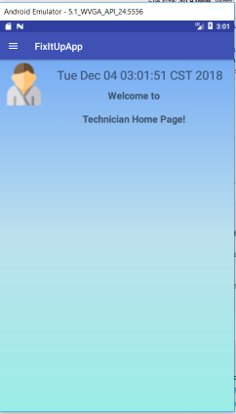 Android Emulator - 5.1_WVGA_API_24:5556
3:01
FixItUpApp
Tue Dec 04 03:01:51 CST 2018
Welcome to
Technician Home Page!